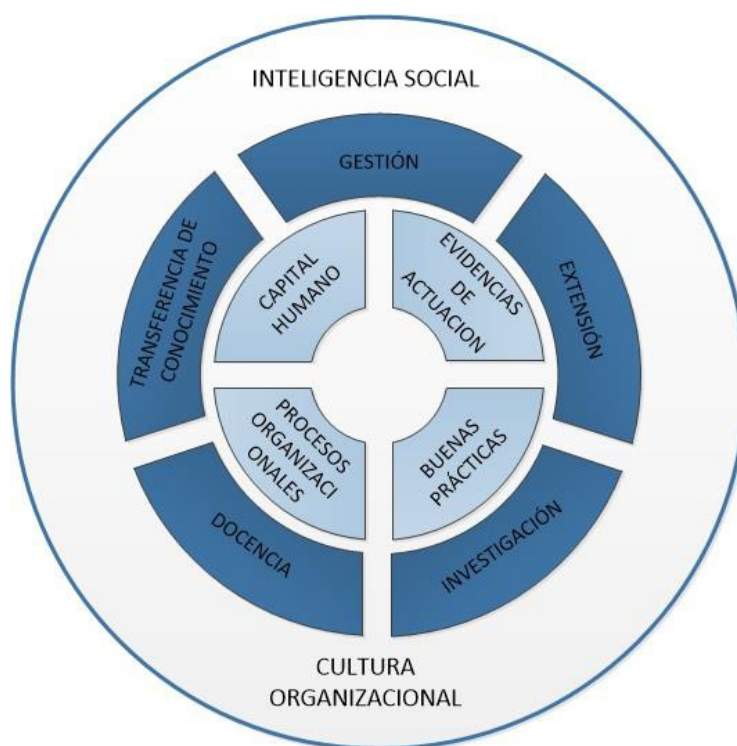 INTELIGENCIA SOCIAL
GESTIÓN
TRANSFERENCIA DE
CONOCIMIENTO
CAPITAL
HUMANO
EVIDENCIAS
DE
ACTUACION
EXTENSIÓN
PROCESOS
ORGANIZACI
ONALES
BUENAS
PRÁCTICAS
DOCENCIA
INVESTIGACIÓN
CULTURA
ORGANIZACIONAL